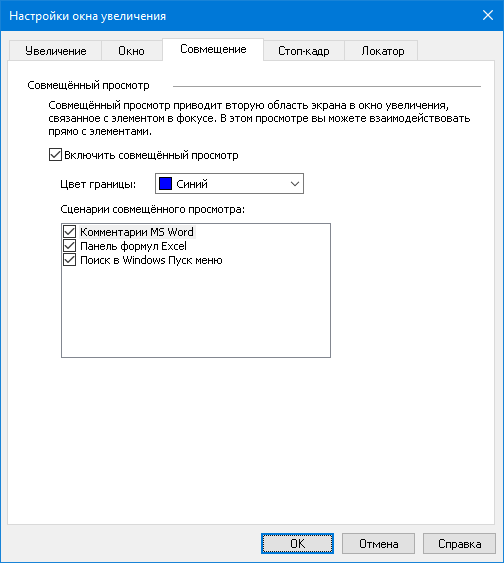 Настройки окна увеличения
Увеличение Окно Совмещение Стоп-кадр Локатор
Совмещённый просмотр
Совмещённый просмотр приводит вторую область экрана в окно увеличения,
связанное с элементом в фокусе. В этом просмотре вы можете взаимодействовать
прямо с элементами.
Включить совмещённый просмотр
Цвет границы: Синий
Сценарии совмещённого просмотра:
Комментарии MS Word
Панель формул Excel
Поиск в Windows Пуск меню
OK Отмена Справка